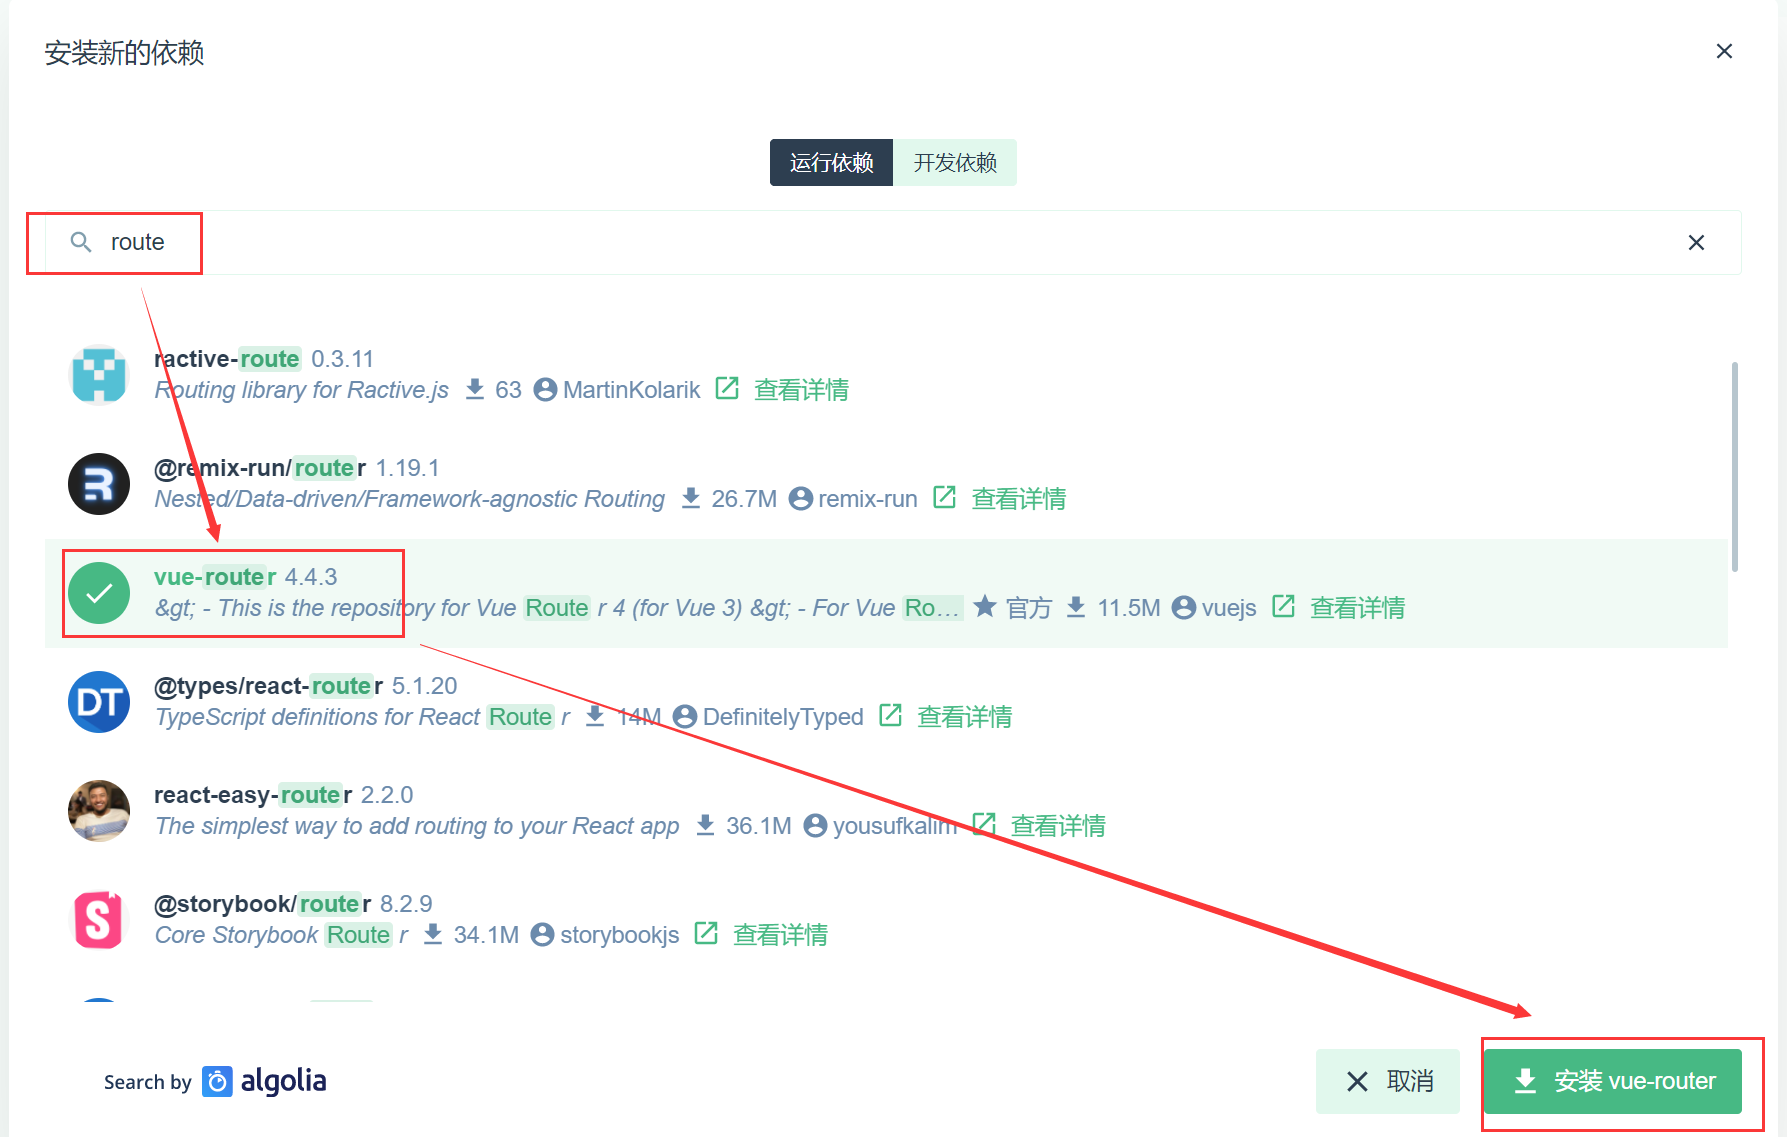 安装新的依赖
运行依赖 开发依赖
route
ractive-route 0.3.11
Routing library for Ractive.js 63 MartinKolarik 查看详情
@remix-run/router 1.19.1
Nested/Data-driven/Framework-agnostic Routing 26.7M remix-run 查看详情
vue-router 4.4.3
&gt; - This is the repository for Vue Route r 4 (for Vue 3) &gt; - For Vue Ro… 官方 11.5M vuejs 查看详情
@types/react-router 5.1.20
TypeScript definitions for React Route r 14M DefinitelyTyped 查看详情
react-easy-router 2.2.0
The simplest way to add routing to your React app 36.1M yousufkalim 查看详情
@storybook/router 8.2.9
Core Storybook Route r 34.1M storybookjs 查看详情
Search by algolia
取消 安装 vue-router